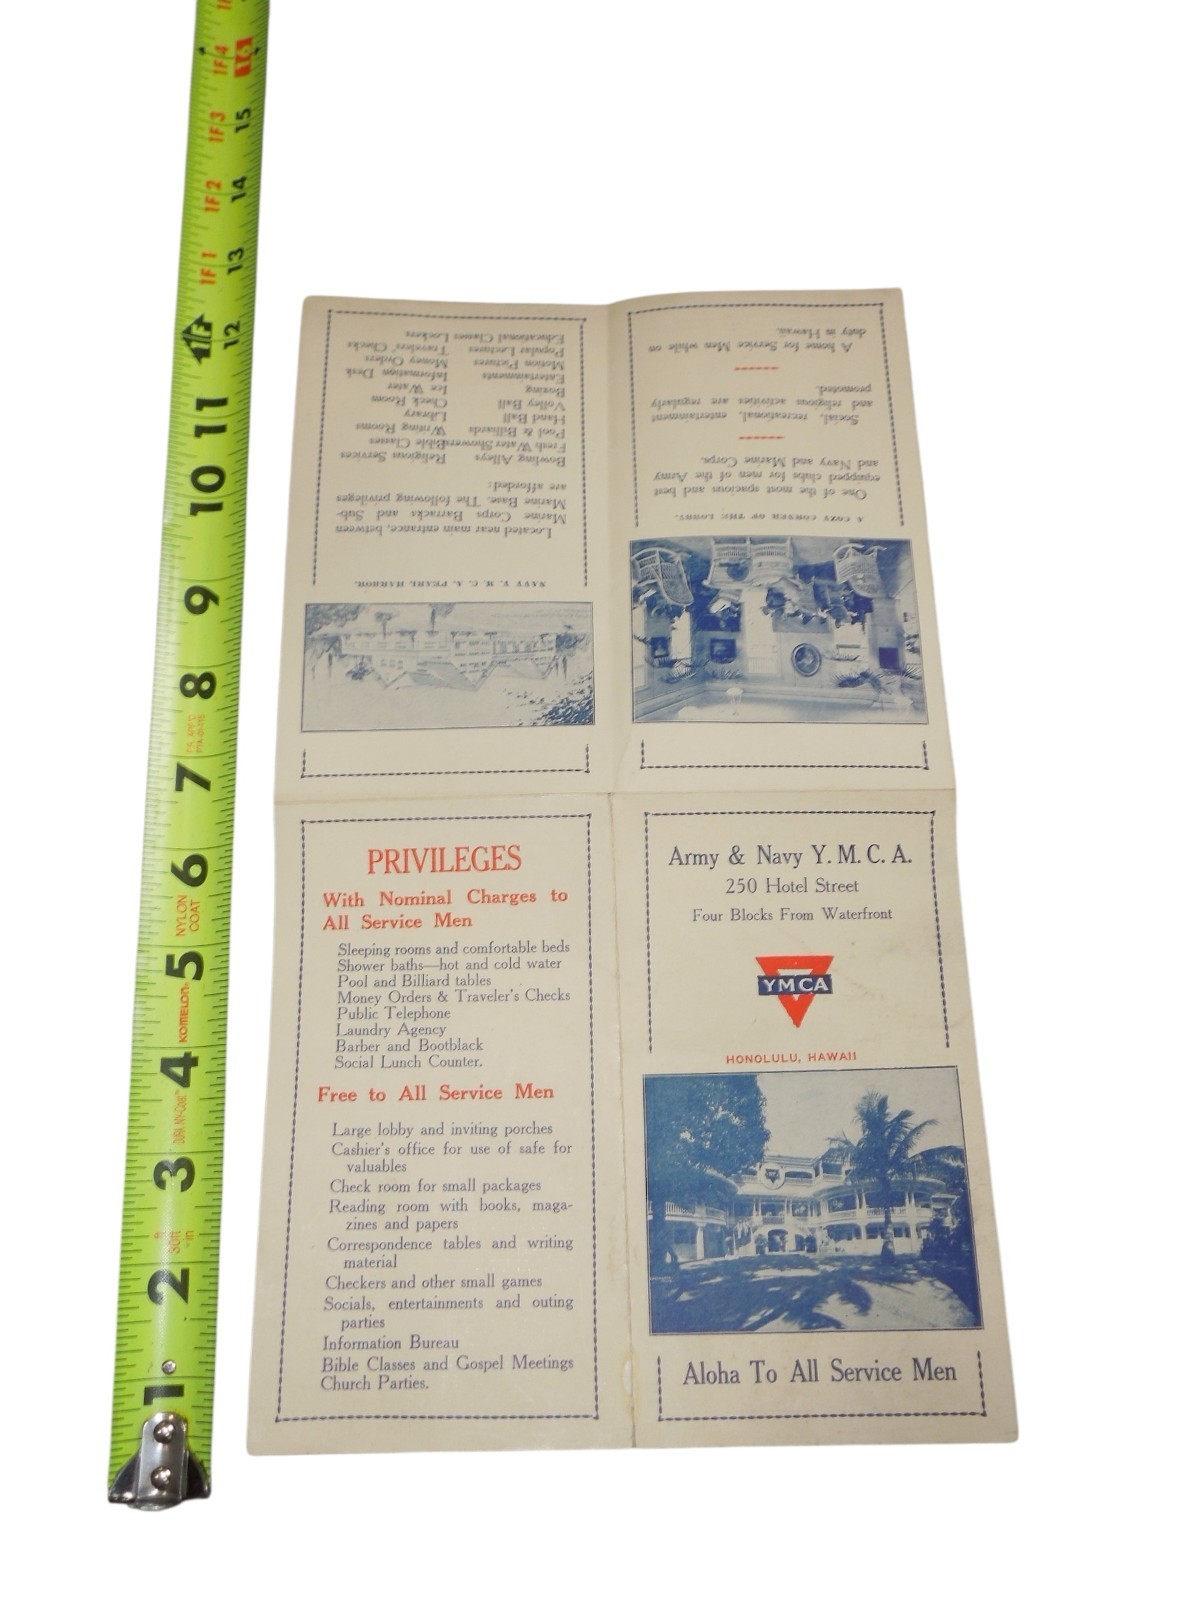 Army & Navy Y. M. C. A.
250 Hotel Street
Four Blocks From Waterfront
YMCA
HONOLULU, HAWAII
Aloha To All Service Men
PRIVILEGES
With Nominal Charges to
All Service Men
Sleeping rooms and comfortable beds
Shower baths—hot and cold water
Pool and Billiard tables
Money Orders & Traveler's Checks
Public Telephone
Laundry Agency
Barber and Bootblack
Social Lunch Counter.
Free to All Service Men
Large lobby and inviting porches
Cashier's office for use of safe for
valuables
Check room for small packages
Reading room with books, maga-
zines and papers
Correspondence tables and writing
material
Checkers and other small games
Socials, entertainments and outing
parties
Information Bureau
Bible Classes and Gospel Meetings
Church Parties.
A COZY CORNER OF THE LOBBY.
One of the most spacious and best
equipped clubs for men of the Army
and Navy and Marine Corps.
Social, recreational, entertainment
and religious activities are regularly
promoted.
A home for Service Men while on
duty in Hawaii.
NAVY Y. M. C. A. PEARL HARBOR.
Located near main entrance, between
Marine Corps Barracks and Sub-
Marine Base. The following privileges
are afforded:
Bowling Alleys Religious Services
Fresh Water Showers Bible Classes
Pool & Billiards Writing Rooms
Hand Ball Library
Volley Ball Check Room
Boxing Ice Water
Entertainments Information Desk
Motion Pictures Money Orders
Popular Lectures Travelers' Checks
Educational Classes Lockers
1F4 16
1F3 15
1F2 14
1F1 13
1F 12
11
10
9
8
7
6
NYLON
COAT
5
KOMELON
4
3
30ft
in
2
1